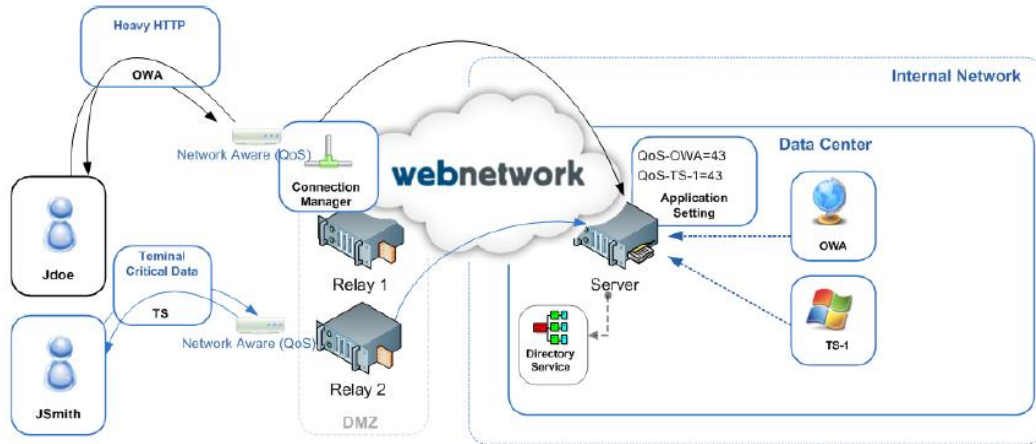 Heavy HTTP
OWA
Internal Network
Network Aware (QoS)
Connection
Manager
webnetwork
Data Center
QoS-OWA=43
QoS-TS-1=43
Application
Setting
OWA
Jdoe
Teminal
Critical Data
TS
Relay 1
Server
Network Aware (QoS)
Directory
Service
TS-1
JSmith
Relay 2
DMZ